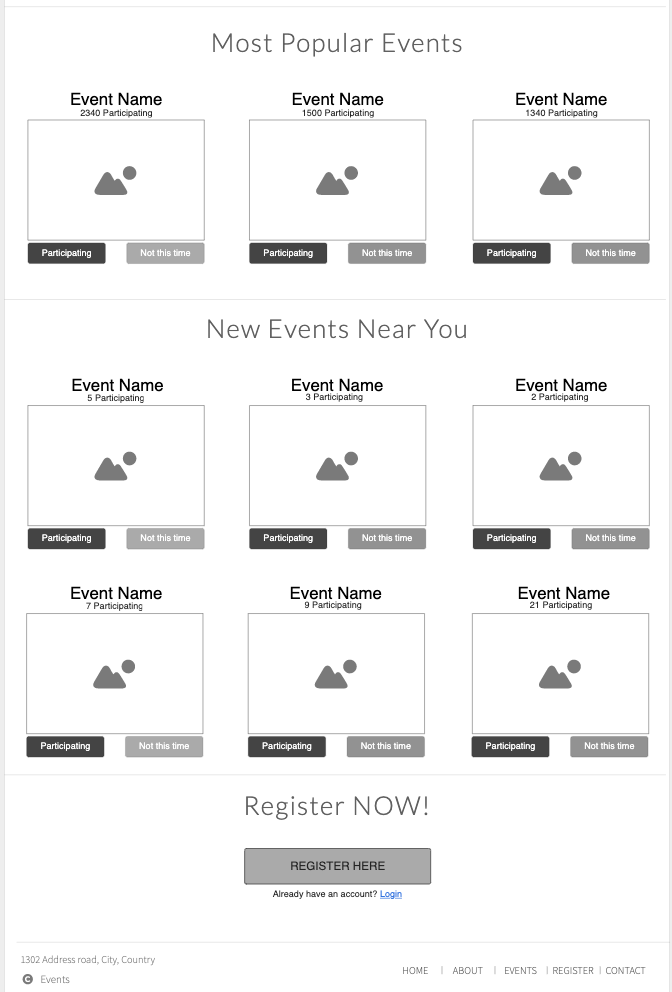 Most Popular Events
Event Name Event Name Event Name
2340 Participating 1500 Participating 1340 Participating
Participating Not this time Participating Not this time Participating Not this time
New Events Near You
Event Name Event Name Event Name
5 Participating 3 Participating 2 Participating
Participating Not this time Participating Not this time Participating Not this time
Event Name Event Name Event Name
7 Participating 9 Participating 21 Participating
Participating Not this time Participating Not this time Participating Not this time
Register NOW!
REGISTER HERE
Already have an account? Login
1302 Address road, City, Country
HOME | ABOUT | EVENTS | REGISTER | CONTACT
© Events